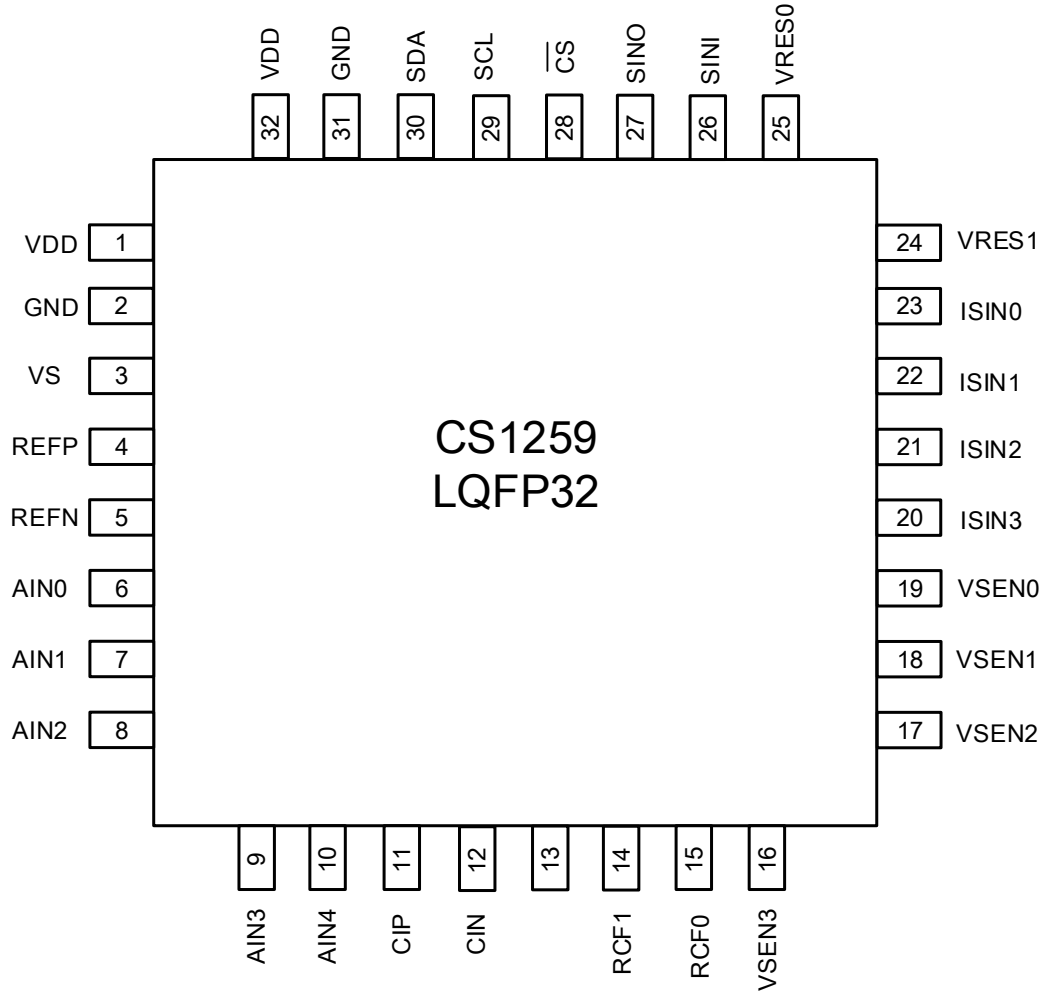 VDD
GND
SDA
SCL
CS
SINO
SINI
VRES0
32
31
30
29
28
27
26
25
VDD 1
GND 2
VS 3
REFP 4
REFN 5
AIN0 6
AIN1 7
AIN2 8
CS1259
LQFP32
24 VRES1
23 ISIN0
22 ISIN1
21 ISIN2
20 ISIN3
19 VSEN0
18 VSEN1
17 VSEN2
9
10
11
12
13
14
15
16
AIN3
AIN4
CIP
CIN
RCF1
RCF0
VSEN3